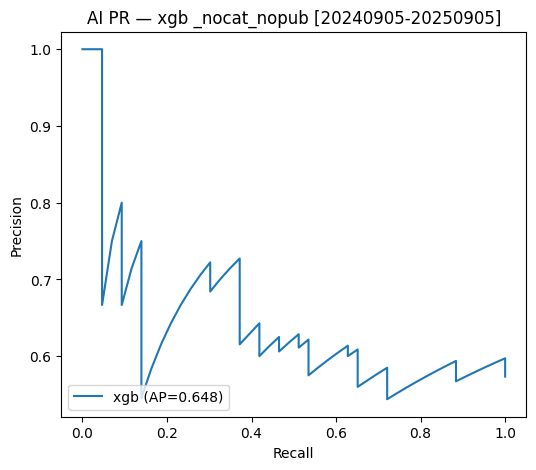 AI PR — xgb _nocat_nopub [20240905-20250905]
Precision
1.0
0.9
0.8
0.7
0.6
xgb (AP=0.648)
0.0 0.2 0.4 0.6 0.8 1.0
Recall